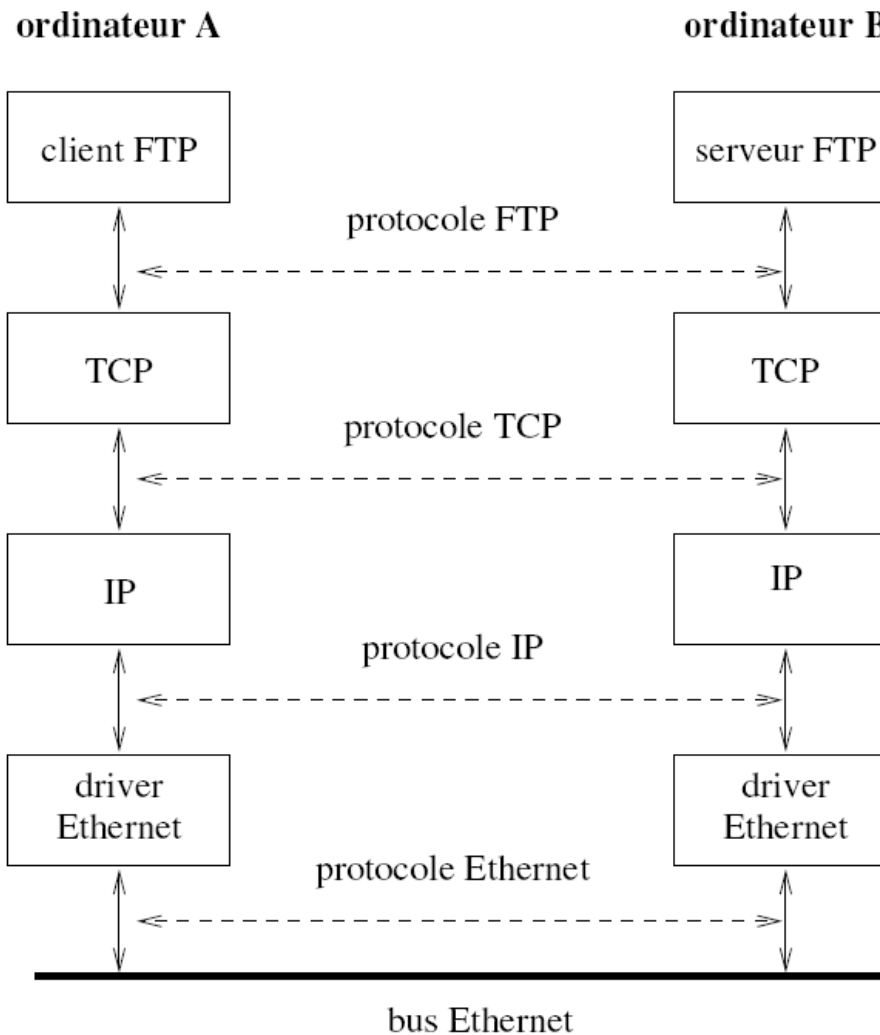 ordinateur A
ordinateur B
client FTP
serveur FTP
protocole FTP
TCP
TCP
protocole TCP
IP
IP
protocole IP
driver
Ethernet
driver
Ethernet
protocole Ethernet
bus Ethernet